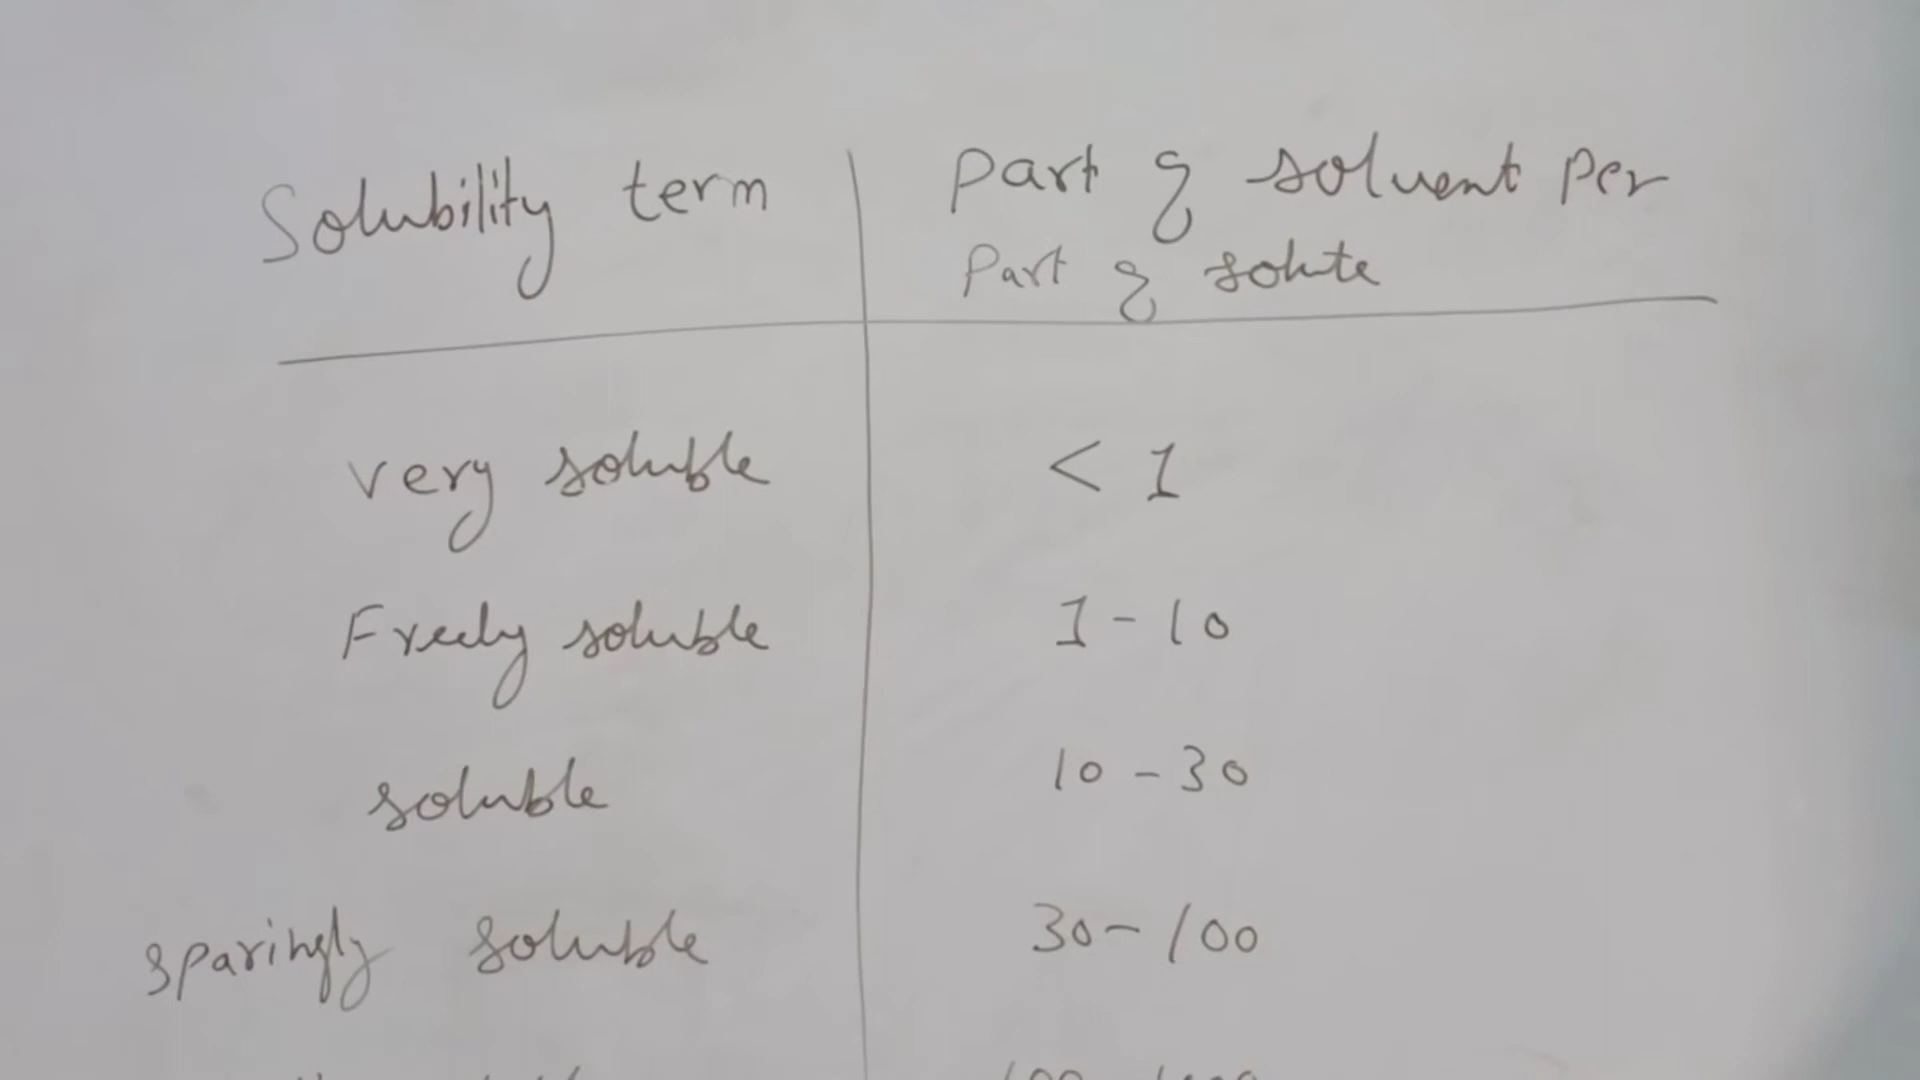 Solubility term
Part of solvent per
Part of solute
very soluble
< 1
Freely soluble
1-10
soluble
10-30
sparingly soluble
30-100